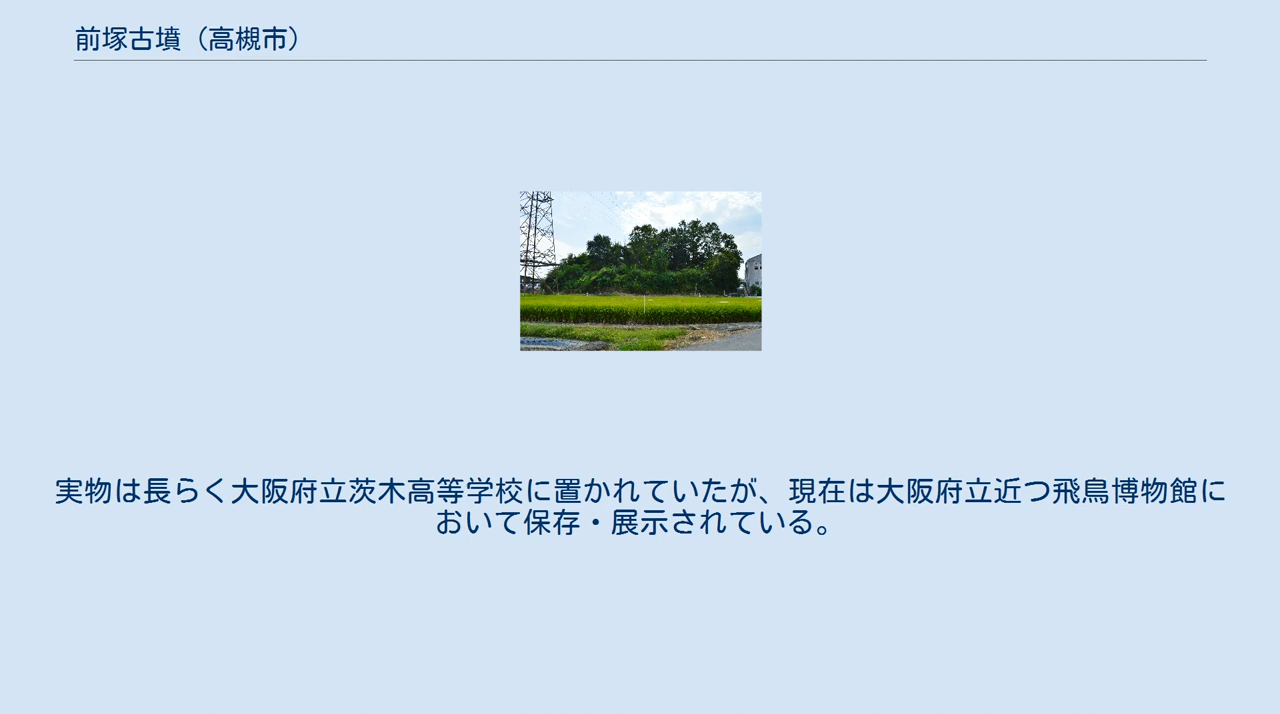 前塚古墳（高槻市）
実物は長らく大阪府立茨木高等学校に置かれていたが、現在は大阪府立近つ飛鳥博物館に
おいて保存・展示されている。